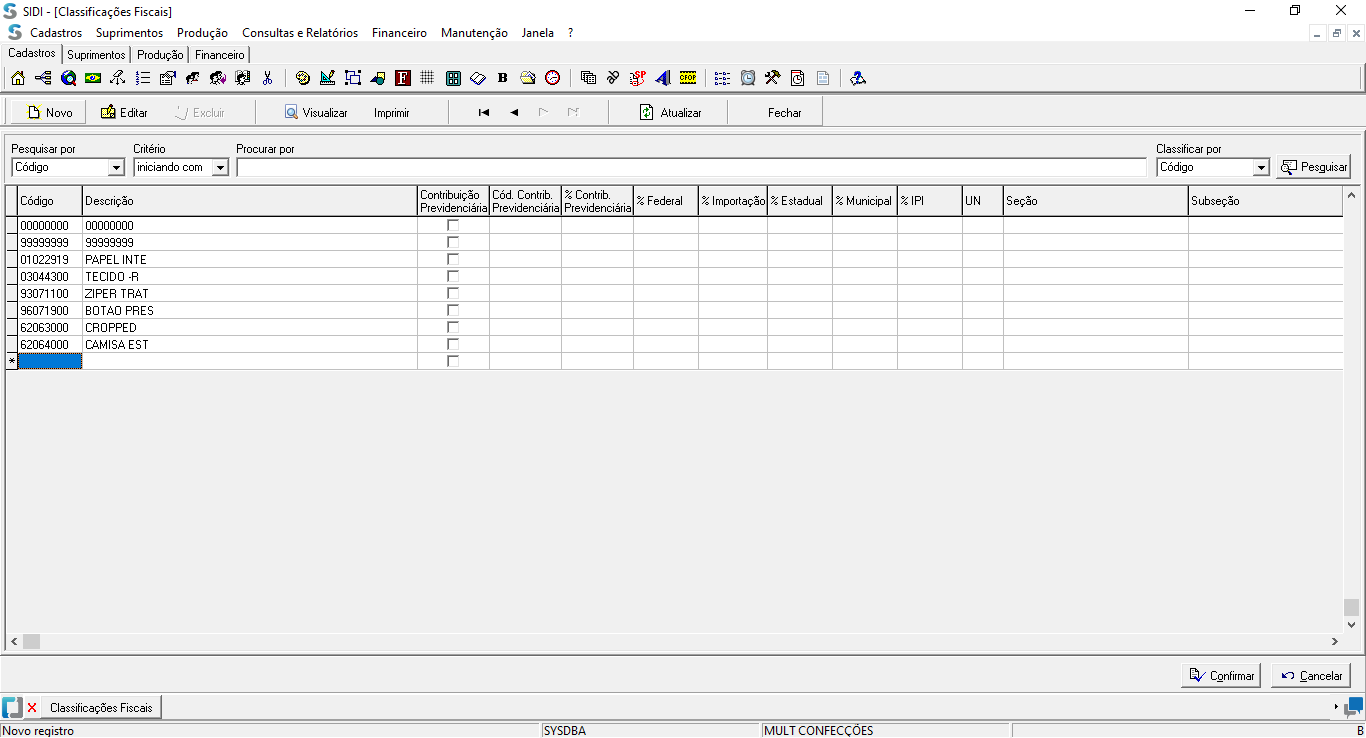 SIDI - [Classificações Fiscais]
Cadastros Suprimentos Produção Consultas e Relatórios Financeiro Manutenção Janela ?
Cadastros Suprimentos Produção Financeiro
F B SP CFOP
Novo Editar Excluir Visualizar Imprimir Atualizar Fechar
Pesquisar por Critério Procurar por Classificar por
Código iniciando com Código Pesquisar
Código Descrição Contribuição Previdenciária Cód. Contrib. Previdenciária % Contrib. Previdenciária % Federal % Importação % Estadual % Municipal % IPI UN Seção Subseção
00000000 00000000
99999999 99999999
01022919 PAPEL INTE
03044300 TECIDO -R
93071100 ZIPER TRAT
96071900 BOTAO PRES
62063000 CROPPED
62064000 CAMISA EST
*
Confirmar Cancelar
Classificações Fiscais
Novo registro SYSDBA MULT CONFECÇÕES B